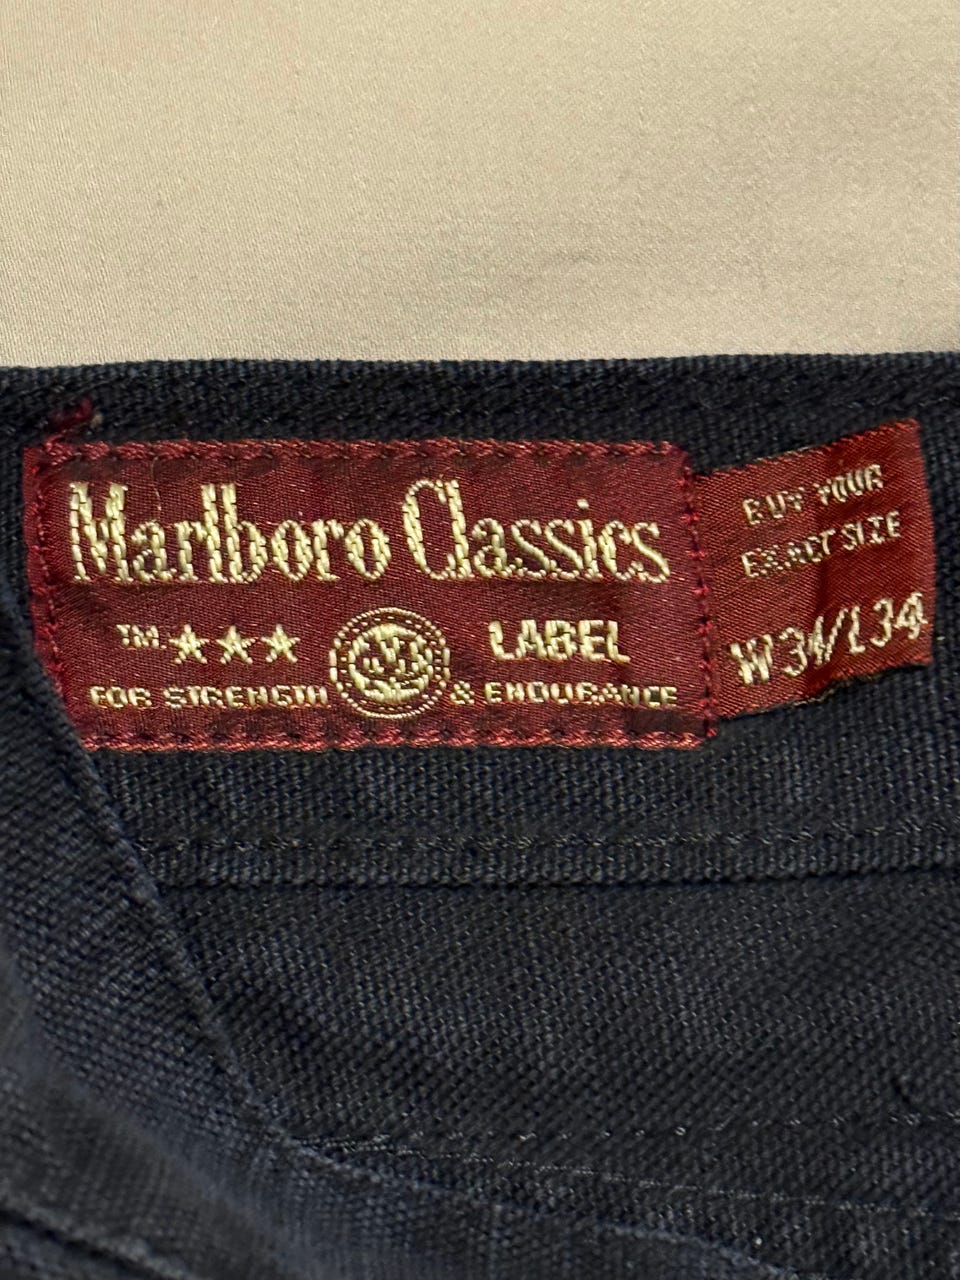 Marlboro Classics
TM ★★★ LABEL
FOR STRENGTH & ENDURANCE
BUY YOUR
EXACT SIZE
W34/L34